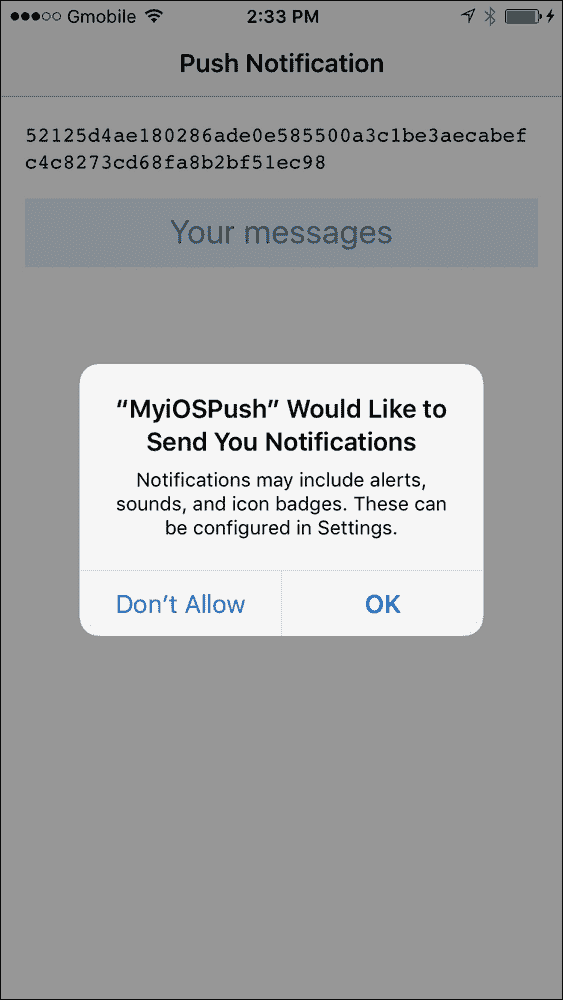 Gmobile 2:33 PM
Push Notification
52125d4ae180286ade0e585500a3c1be3aecabef
c4c8273cd68fa8b2bf51ec98
Your messages
“MyiOSPush” Would Like to
Send You Notifications
Notifications may include alerts,
sounds, and icon badges. These can
be configured in Settings.
Don’t Allow OK